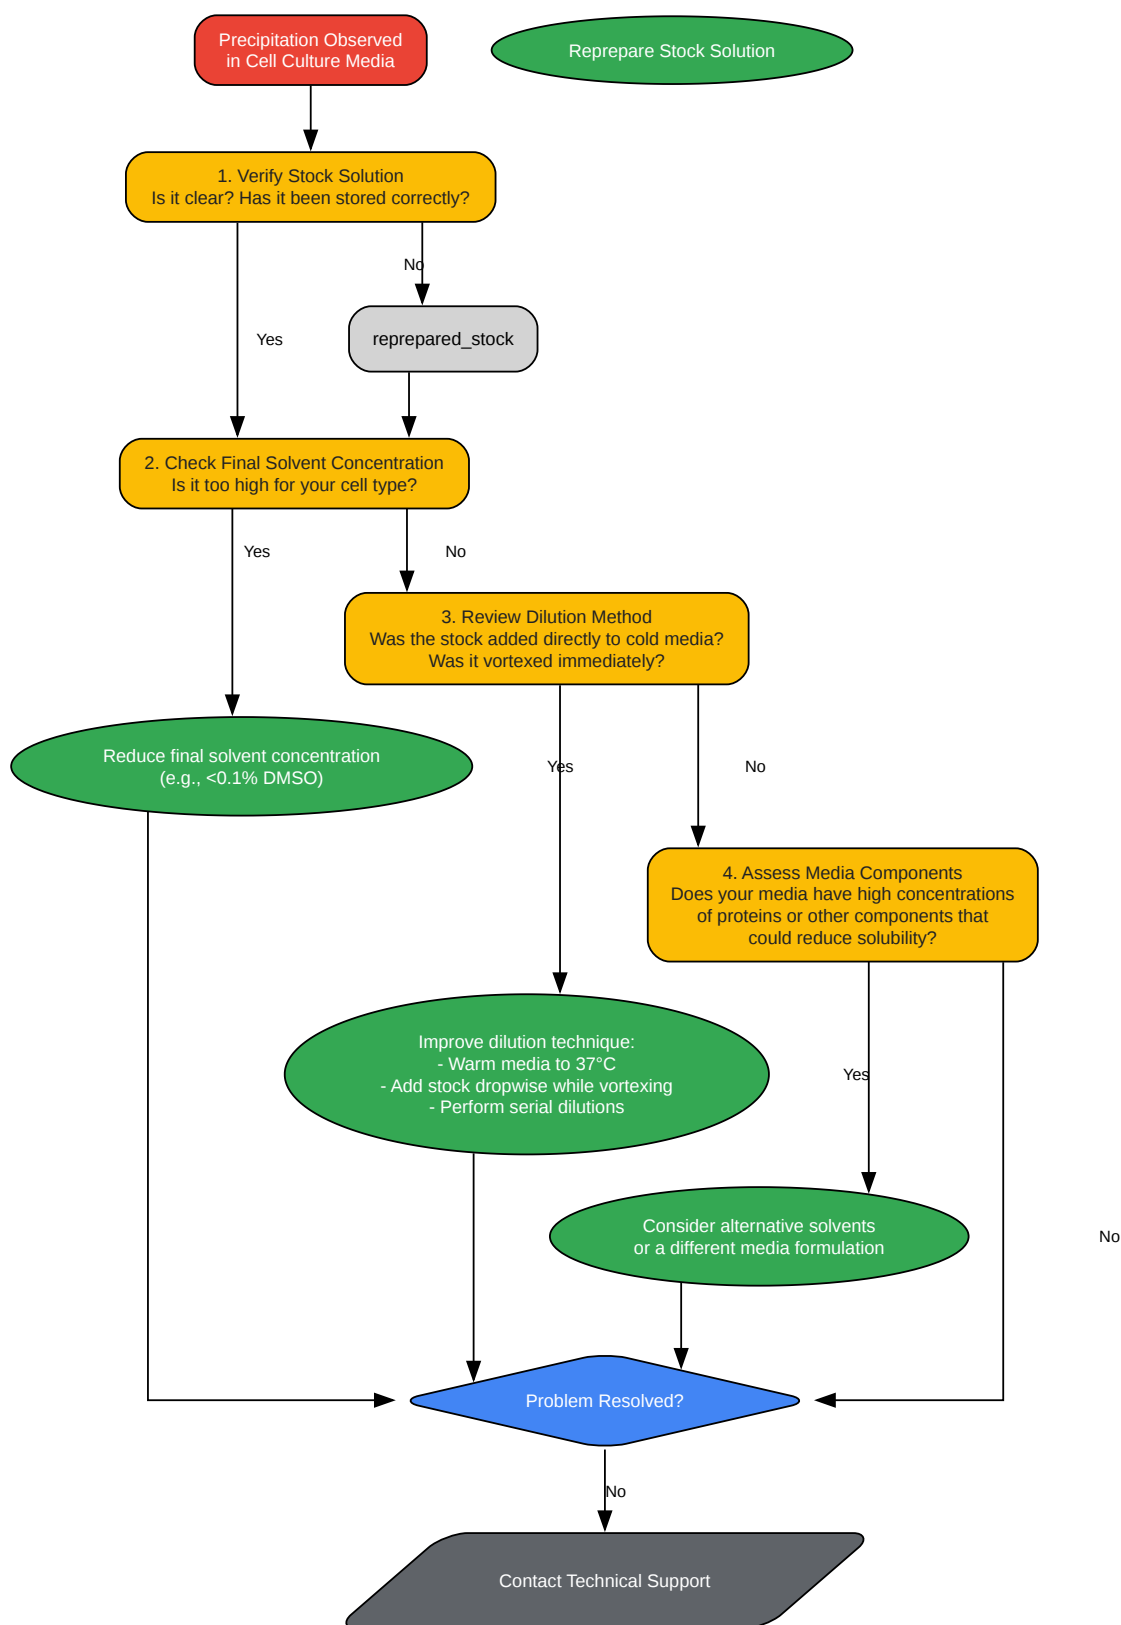 Precipitation Observed
in Cell Culture Media
Reprepare Stock Solution
1. Verify Stock Solution
Is it clear? Has it been stored correctly?
No
Yes
reprepared_stock
2. Check Final Solvent Concentration
Is it too high for your cell type?
Yes
No
3. Review Dilution Method
Was the stock added directly to cold media?
Was it vortexed immediately?
Reduce final solvent concentration
(e.g., <0.1% DMSO)
Yes
No
4. Assess Media Components
Does your media have high concentrations
of proteins or other components that
could reduce solubility?
Improve dilution technique:
- Warm media to 37°C
- Add stock dropwise while vortexing
- Perform serial dilutions
Yes
Consider alternative solvents
or a different media formulation
No
Problem Resolved?
No
Contact Technical Support